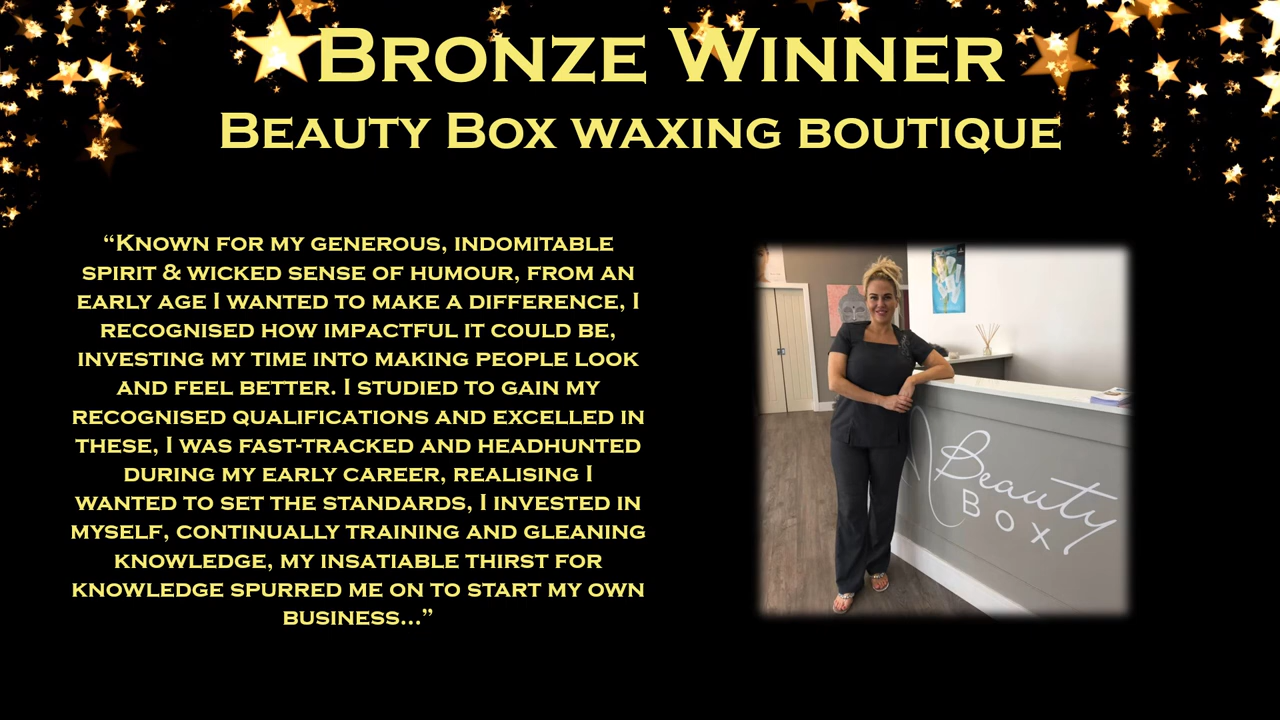 Bronze Winner
Beauty Box waxing boutique
“Known for my generous, indomitable
spirit & wicked sense of humour, from an
early age I wanted to make a difference, I
recognised how impactful it could be,
investing my time into making people look
and feel better. I studied to gain my
recognised qualifications and excelled in
these, I was fast-tracked and headhunted
during my early career, realising I
wanted to set the standards, I invested in
myself, continually training and gleaning
knowledge, my insatiable thirst for
knowledge spurred me on to start my own
business...”
Beauty
BOX